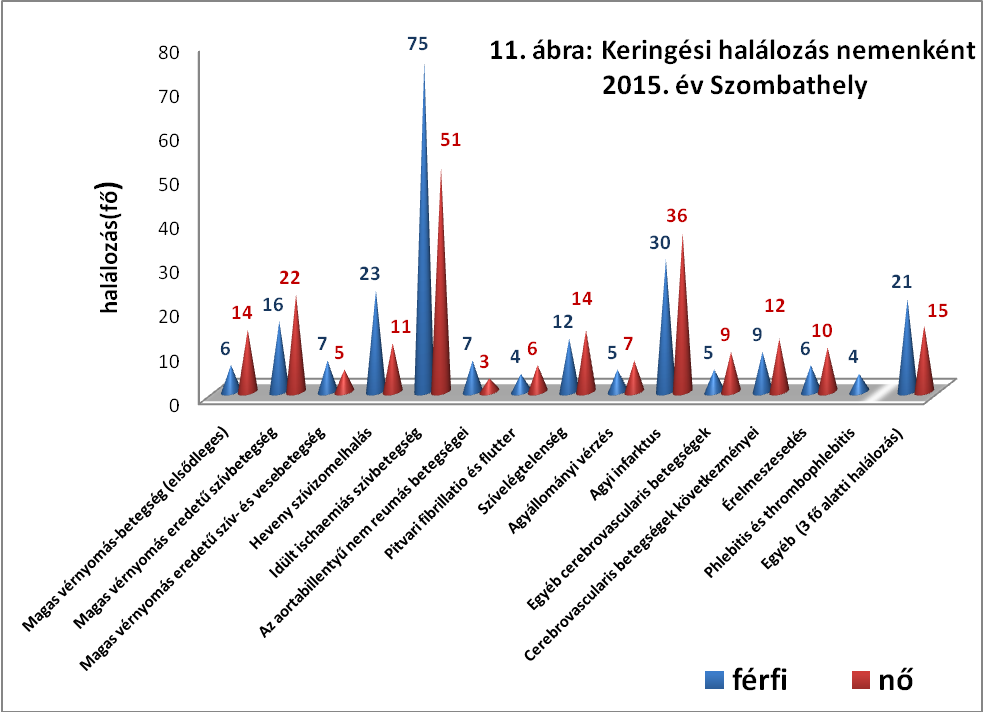 11. ábra: Keringési halálozás nemenként
2015. év Szombathely
halálozás(fő)
80
70
60
50
40
30
20
10
0
6
14
16
22
7
5
23
11
75
51
7
3
4
6
12
14
5
7
30
36
5
9
9
12
6
10
4
21
15
Magas vérnyomás-betegség (elsődleges)
Magas vérnyomás eredetű szívbetegség
Magas vérnyomás eredetű szív- és vesebetegség
Heveny szívizomelhalás
Idült ischaemiás szívbetegség
Az aortabillentyű nem reumás betegségei
Pitvari fibrillatio és flutter
Szívelégtelenség
Agyállományi vérzés
Agyi infarktus
Egyéb cerebrovascularis betegségek
Cerebrovascularis betegségek következményei
Érelmeszesedés
Phlebitis és thrombophlebitis
Egyéb (3 fő alatti halálozás)
férfi
nő